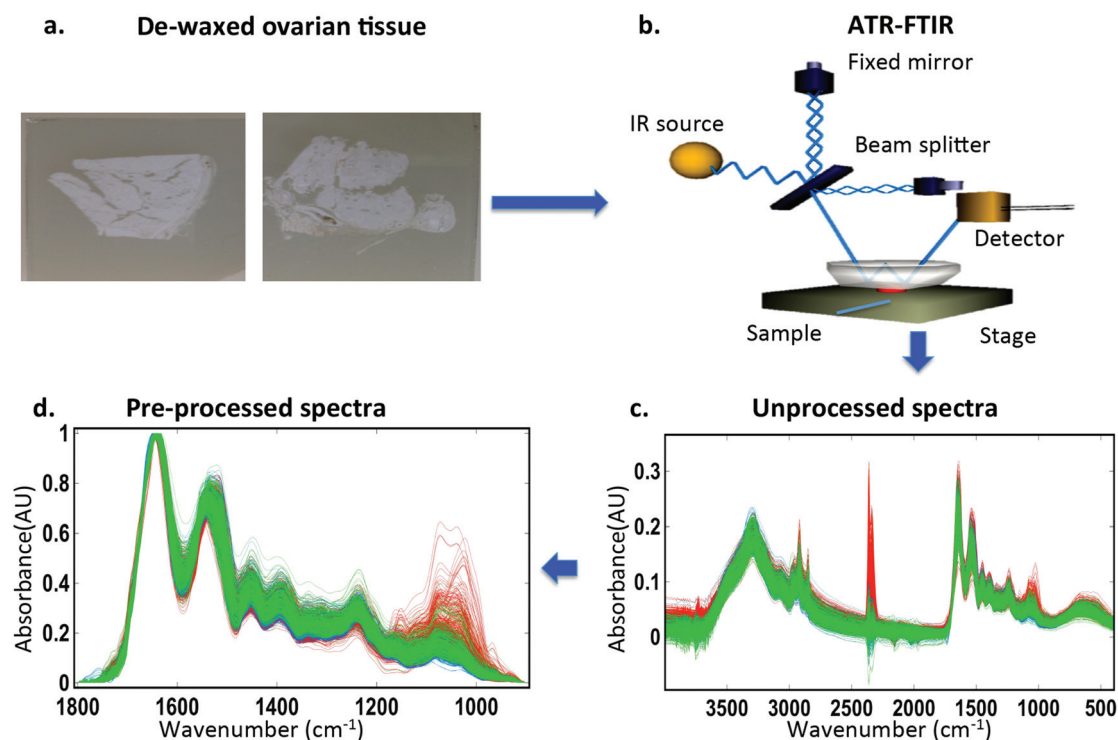 a. De-waxed ovarian tissue
b. ATR-FTIR
Fixed mirror
IR source
Beam splitter
Detector
Sample
Stage
d. Pre-processed spectra
1
0.8
0.6
0.4
0.2
0
Absorbance(AU)
1800 1600 1400 1200 1000
Wavenumber (cm⁻¹)
c. Unprocessed spectra
0.3
0.2
0.1
0
Absorbance(AU)
3500 3000 2500 2000 1500 1000 500
Wavenumber (cm⁻¹)